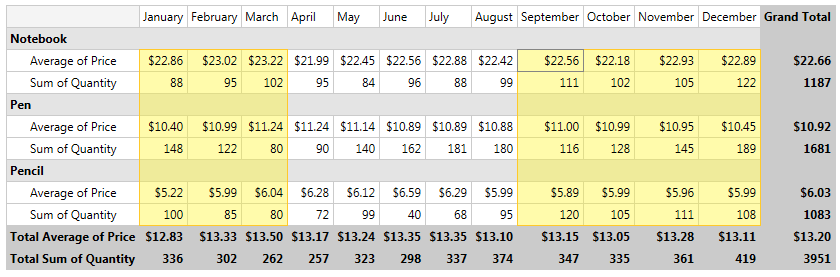 January February March April May June July August September October November December Grand Total
Notebook
Average of Price $22.86 $23.02 $23.22 $21.99 $22.45 $22.56 $22.88 $22.42 $22.56 $22.18 $22.93 $22.89 $22.66
Sum of Quantity 88 95 102 95 84 96 88 99 111 102 105 122 1187
Pen
Average of Price $10.40 $10.99 $11.24 $11.24 $11.14 $10.89 $10.89 $10.88 $11.00 $10.99 $10.95 $10.45 $10.92
Sum of Quantity 148 122 80 90 140 162 181 180 116 128 145 189 1681
Pencil
Average of Price $5.22 $5.99 $6.04 $6.28 $6.12 $6.59 $6.29 $5.99 $5.89 $5.99 $5.96 $5.99 $6.03
Sum of Quantity 100 85 80 72 99 40 68 95 120 105 111 108 1083
Total Average of Price $12.83 $13.33 $13.50 $13.17 $13.24 $13.35 $13.35 $13.10 $13.15 $13.05 $13.28 $13.11 $13.20
Total Sum of Quantity 336 302 262 257 323 298 337 374 347 335 361 419 3951